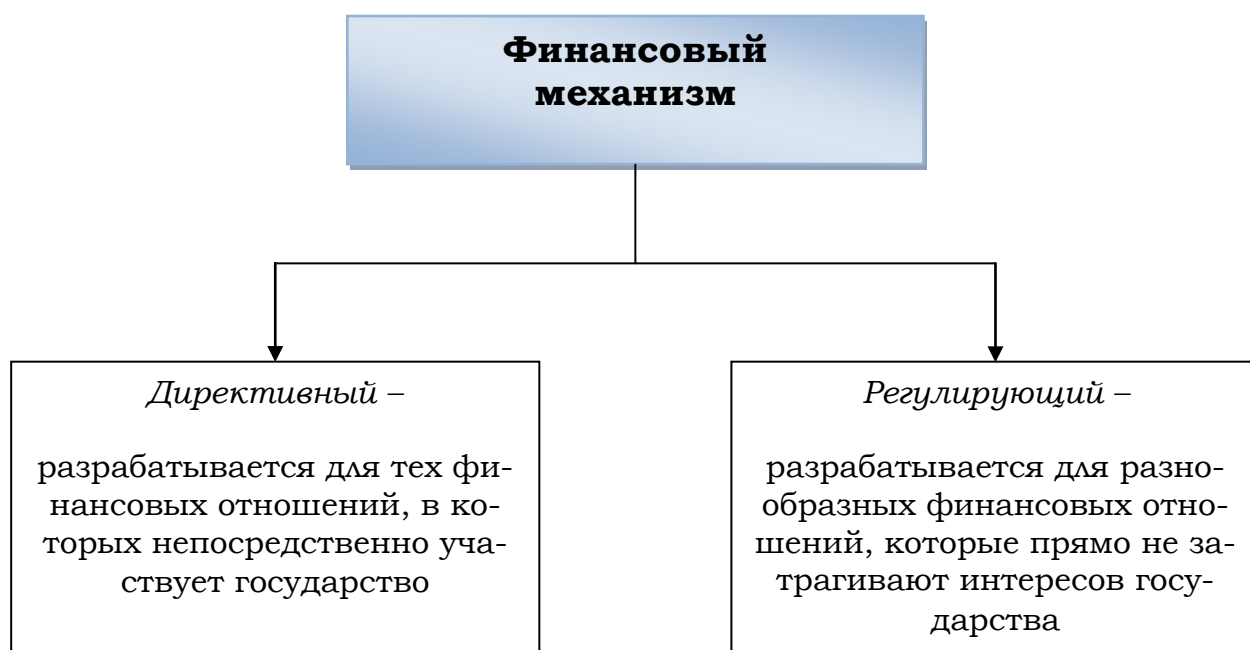 Финансовый
механизм
Директивный –
разрабатывается для тех фи-
нансовых отношений, в ко-
торых непосредственно уча-
ствует государство
Регулирующий –
разрабатывается для разно-
образных финансовых отно-
шений, которые прямо не за-
трагивают интересов госу-
дарства